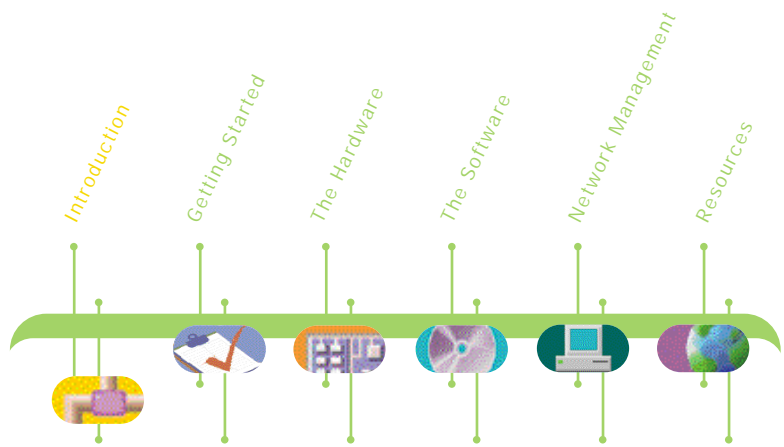 Introduction
Getting Started
The Hardware
The Software
Network Management
Resources